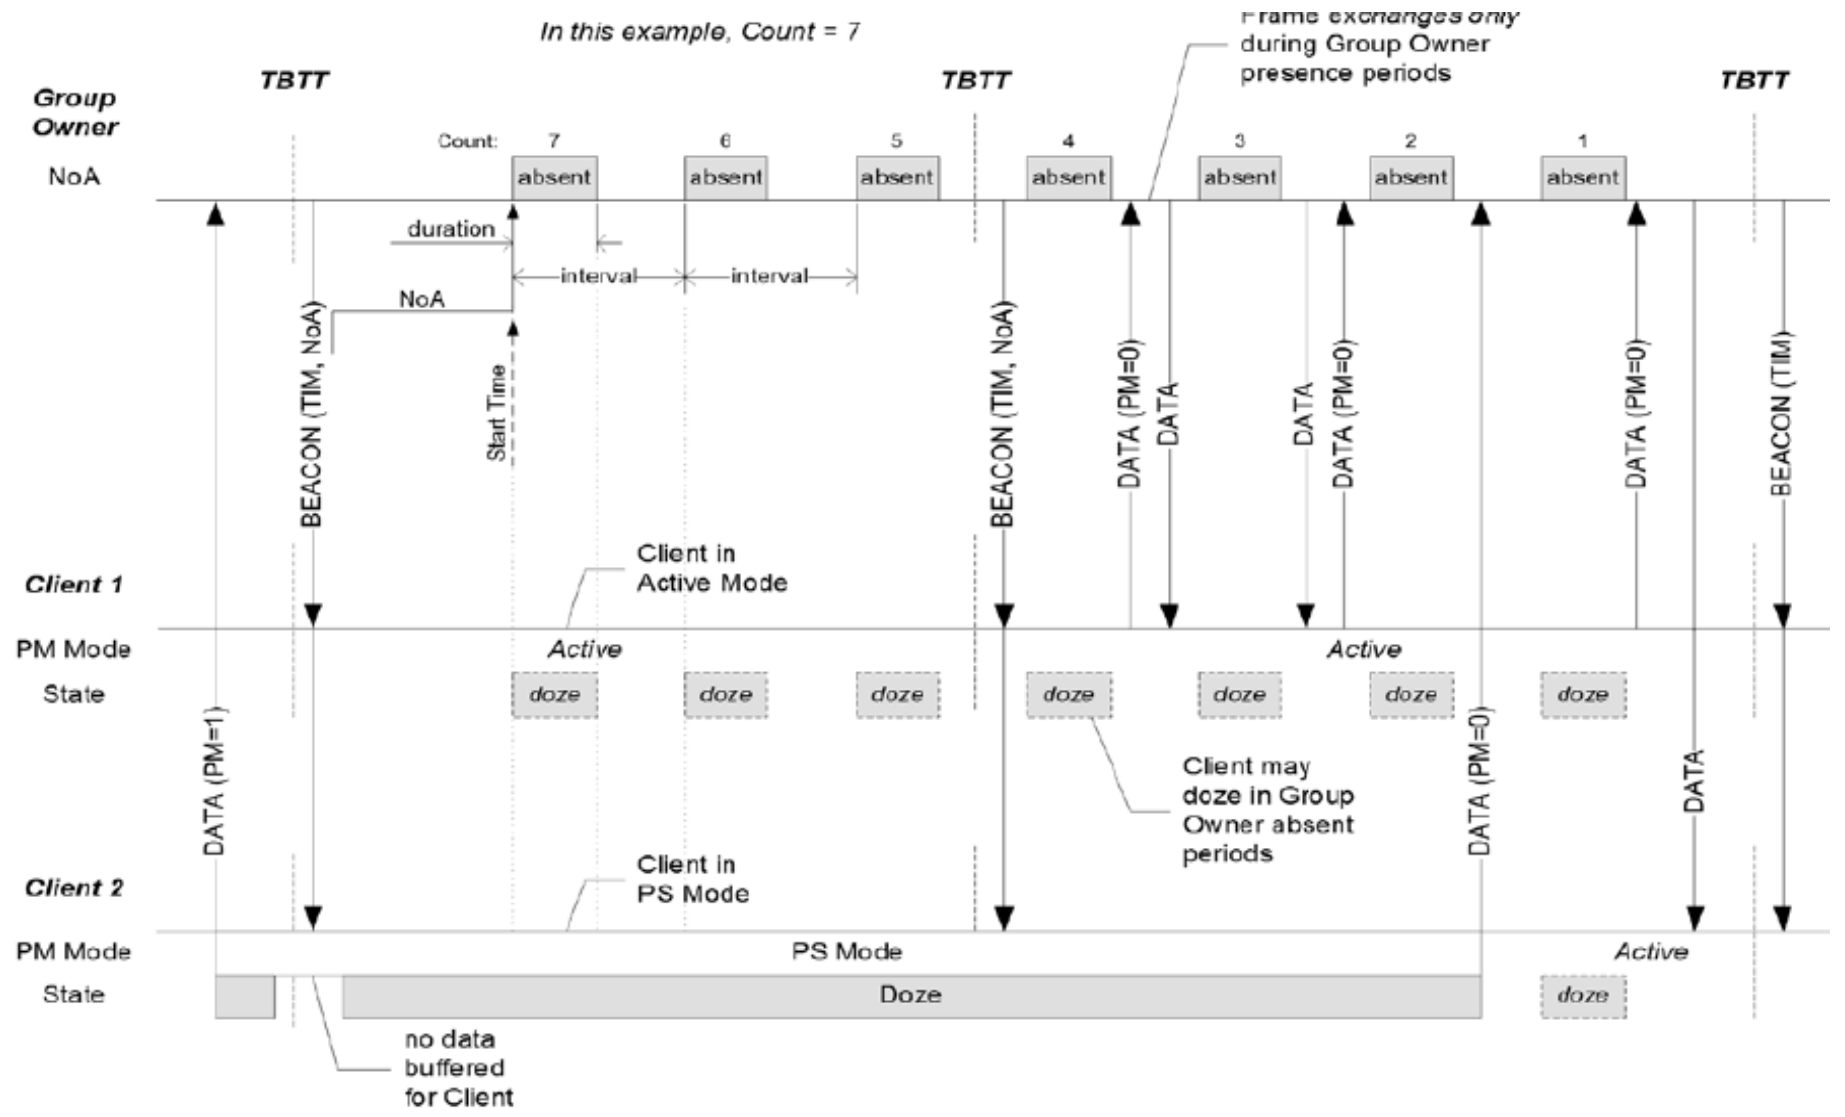 In this example, Count = 7
Frame exchanges only
during Group Owner
presence periods
TBTT
TBTT
TBTT
Group
Owner
Count:
7
6
5
4
3
2
1
NoA
absent
absent
absent
absent
absent
absent
absent
duration
interval
interval
NoA
Start Time
BEACON (TIM, NoA)
BEACON (TIM, NoA)
DATA (PM=0)
DATA
DATA
DATA (PM=0)
DATA (PM=0)
BEACON (TIM)
Client in
Active Mode
Client 1
PM Mode
Active
Active
State
doze
doze
doze
doze
doze
doze
doze
DATA (PM=1)
DATA (PM=0)
DATA
Client may
doze in Group
Owner absent
periods
Client in
PS Mode
Client 2
PM Mode
PS Mode
Active
State
Doze
doze
no data
buffered
for Client